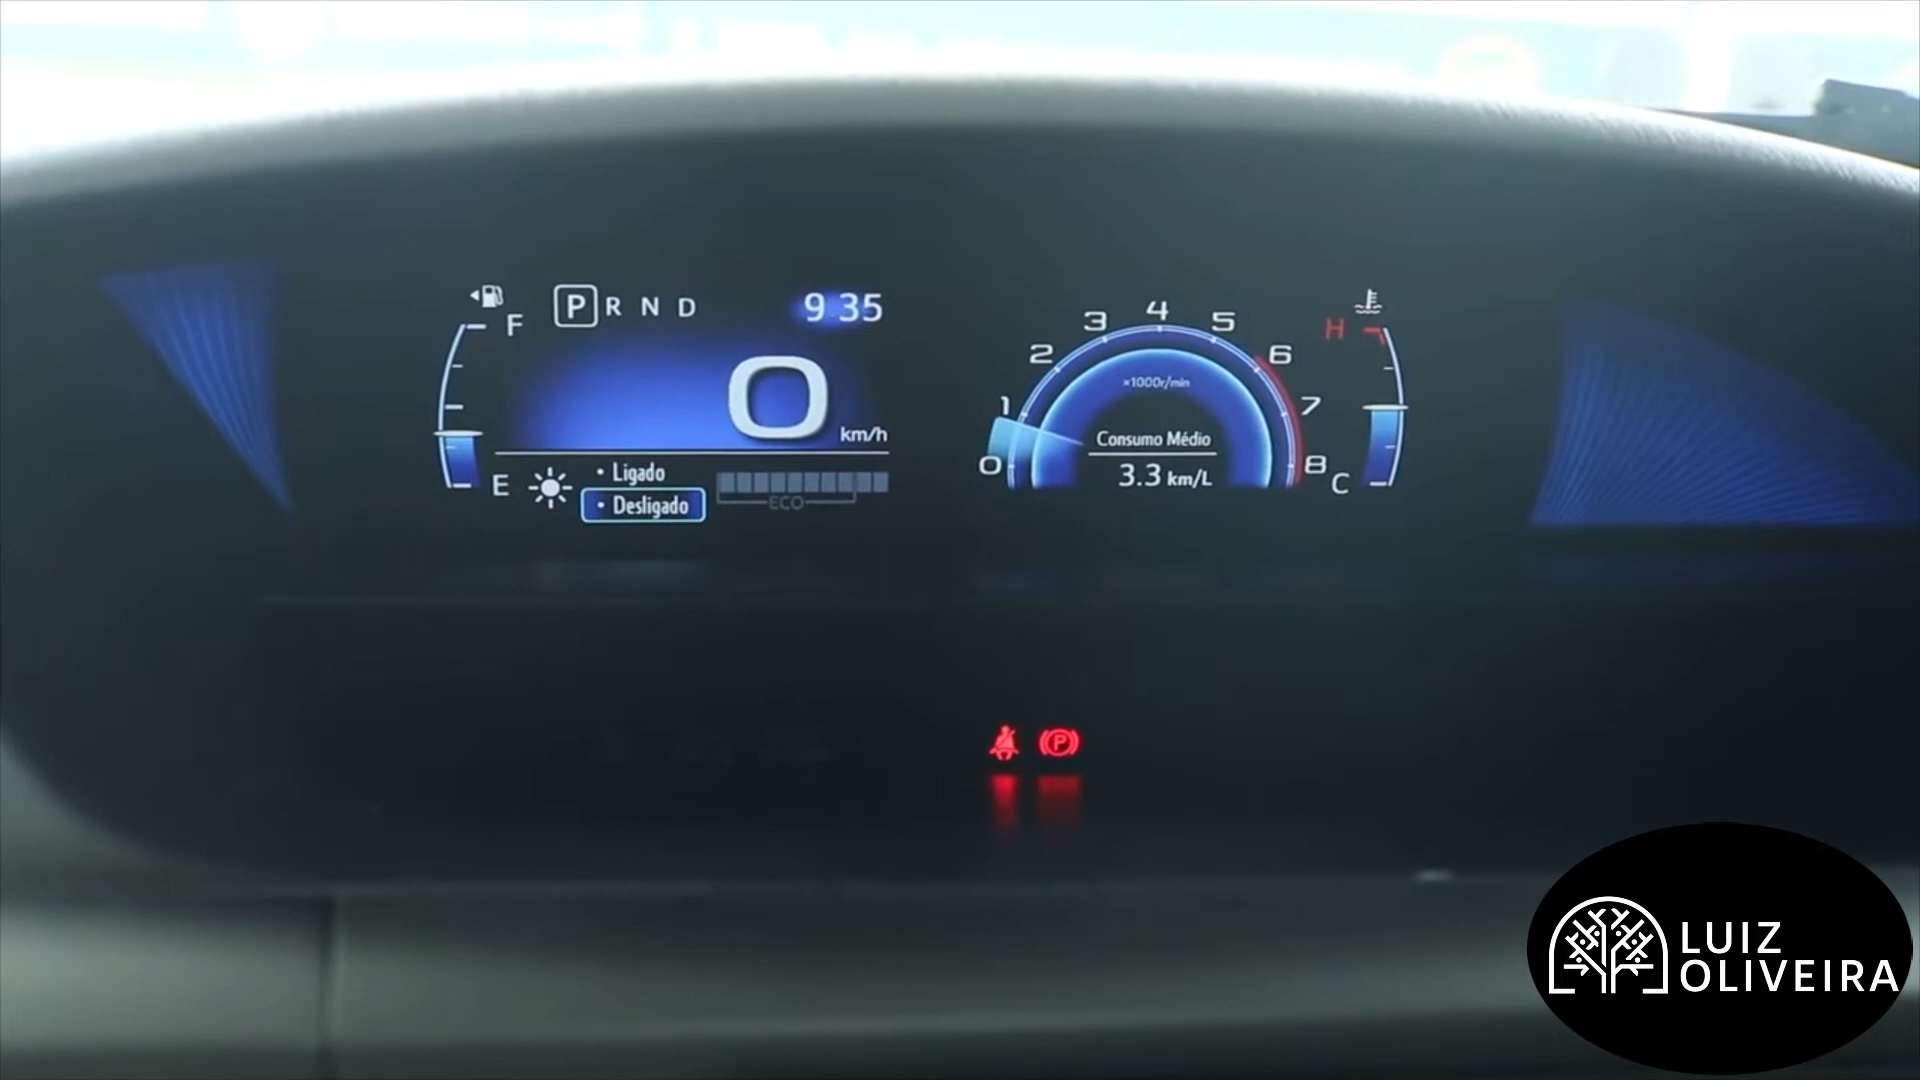 F
P R N D
9:35
0
km/h
E
• Ligado
• Desligado
ECO
0
1
2
3
4
5
6
7
8
×1000r/min
Consumo Médio
3.3 km/L
H
C
P
LUIZ
OLIVEIRA